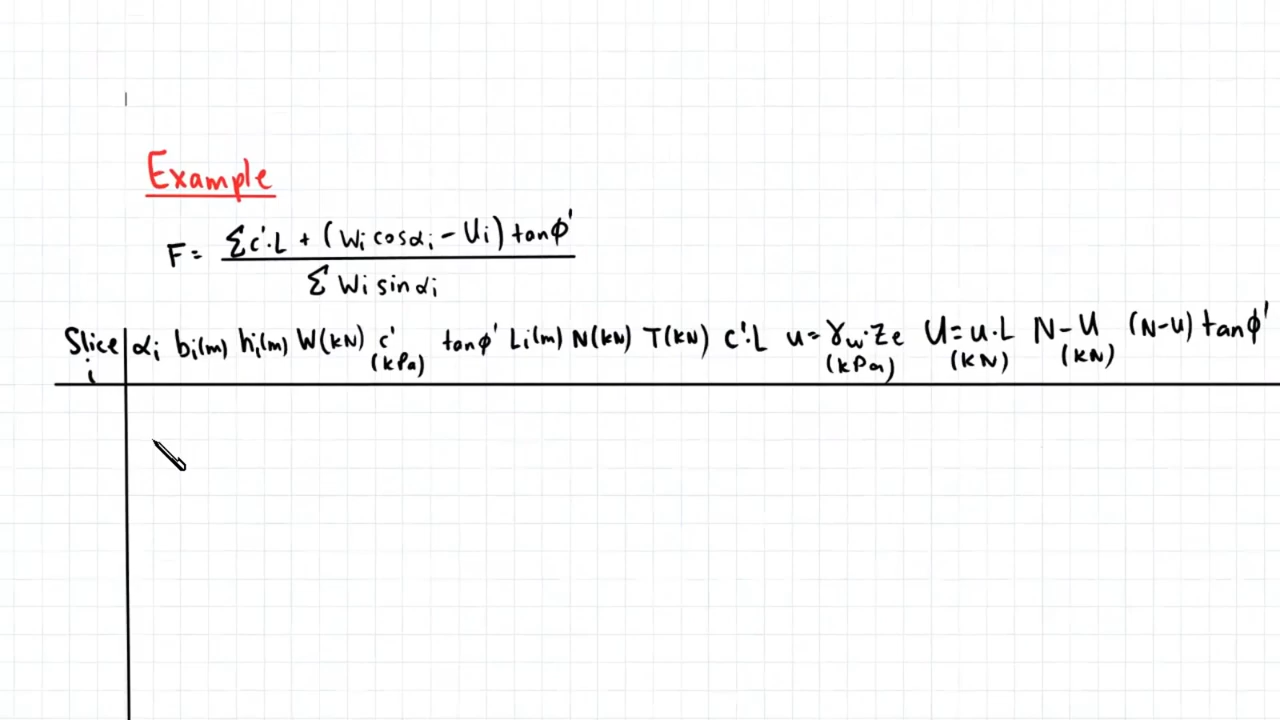 Example
F = Σc'·L + (Wi cosαi - Ui) tanϕ'
Σ Wi sinαi
Slice αi bi(m) hi(m) W(kN) c' tanϕ' Li(m) N(kN) T(kN) c'·L u=γw·Ze U=u·L N-U (N-U) tanϕ'
i (kPa) (kPa) (kN) (kN)